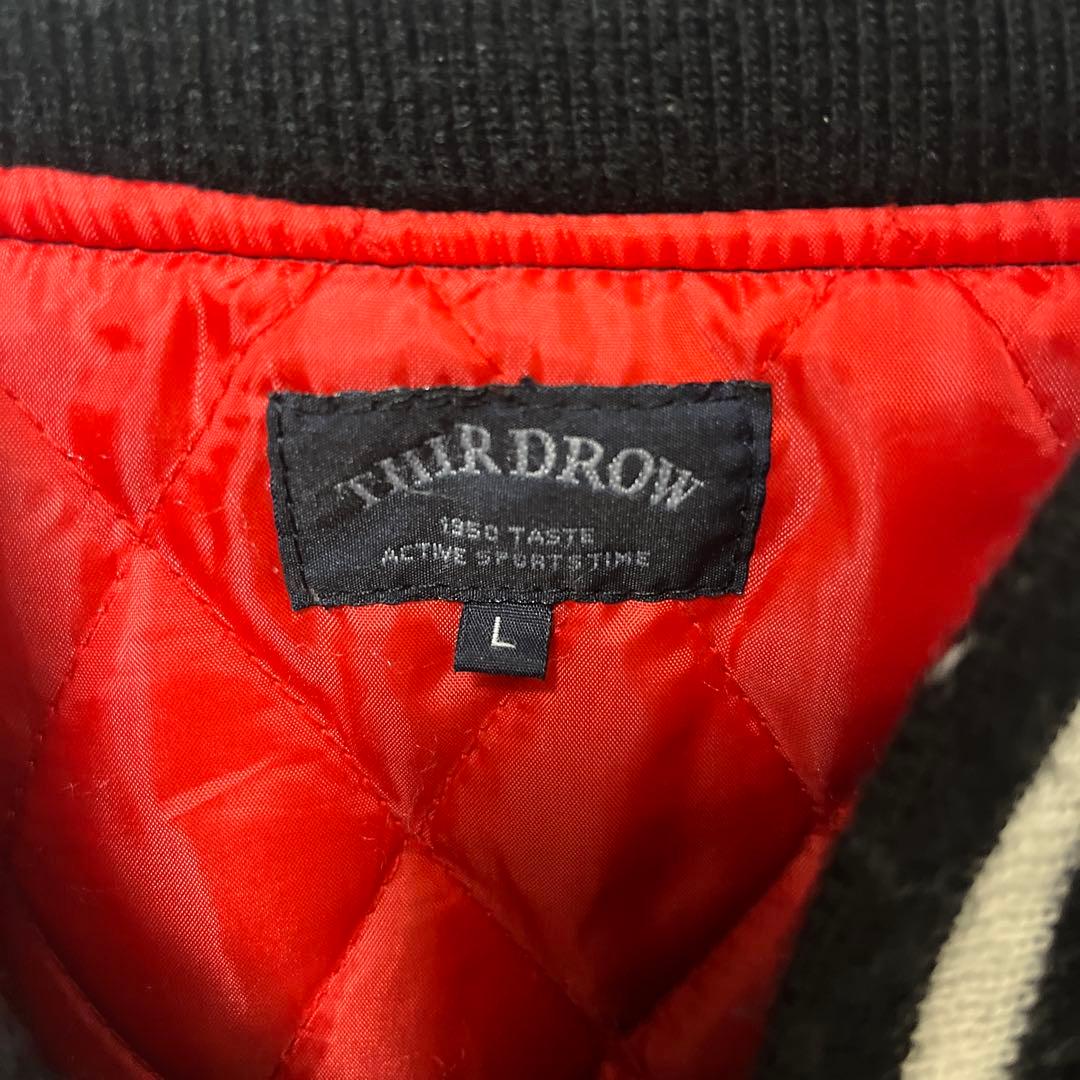 THIRDROW
1950 TASTE
ACTIVE SPORTSTIME
L